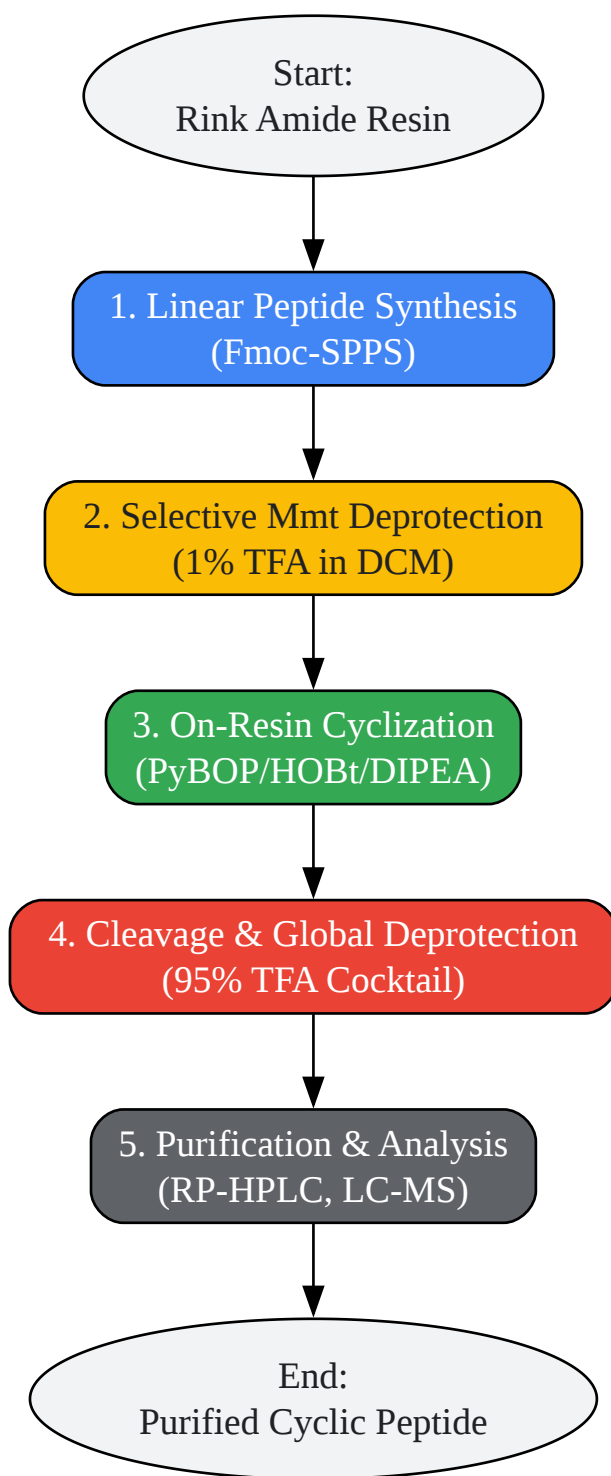 Start:
Rink Amide Resin
1. Linear Peptide Synthesis
(Fmoc-SPPS)
2. Selective Mmt Deprotection
(1% TFA in DCM)
3. On-Resin Cyclization
(PyBOP/HOBt/DIPEA)
4. Cleavage & Global Deprotection
(95% TFA Cocktail)
5. Purification & Analysis
(RP-HPLC, LC-MS)
End:
Purified Cyclic Peptide